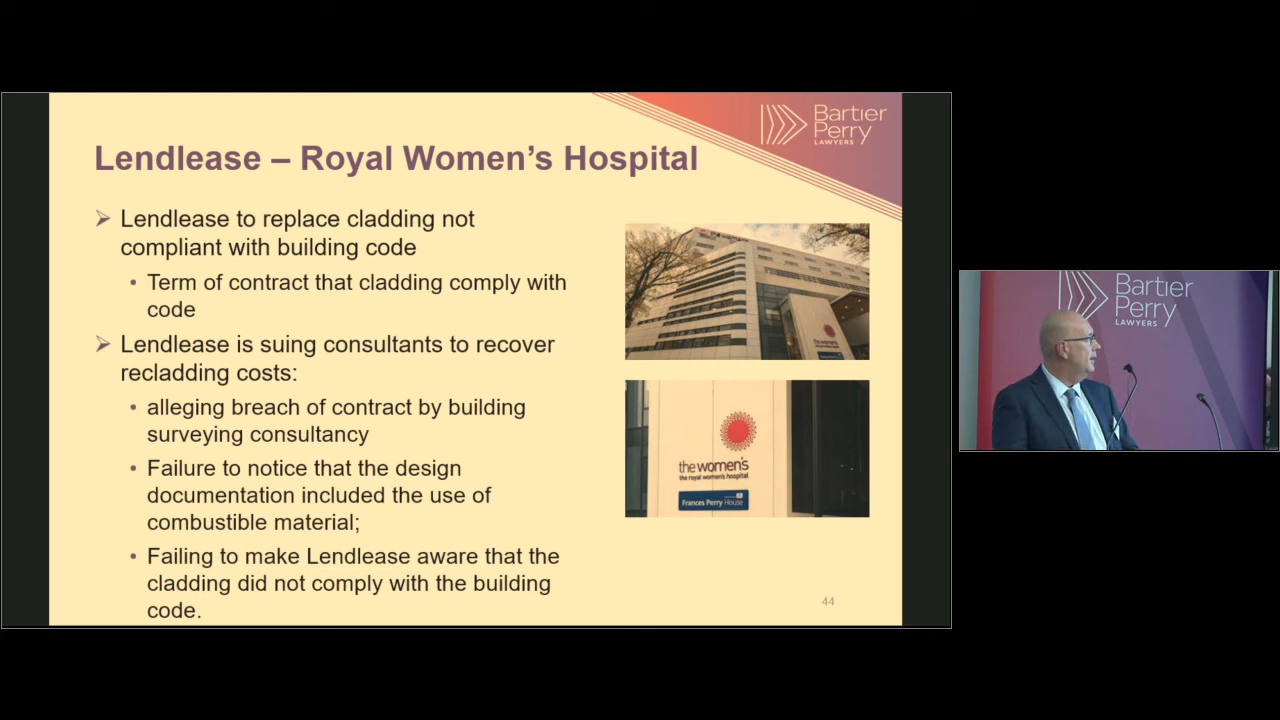 Bartier
Perry
LAWYERS
Lendlease – Royal Women's Hospital
➢ Lendlease to replace cladding not
compliant with building code
• Term of contract that cladding comply with
code
➢ Lendlease is suing consultants to recover
recladding costs:
• alleging breach of contract by building
surveying consultancy
• Failure to notice that the design
documentation included the use of
combustible material;
• Failing to make Lendlease aware that the
cladding did not comply with the building
code.
the women's
the women's
the royal women's hospital
Frances Perry House
44
Bartier
Perry
LAWYERS